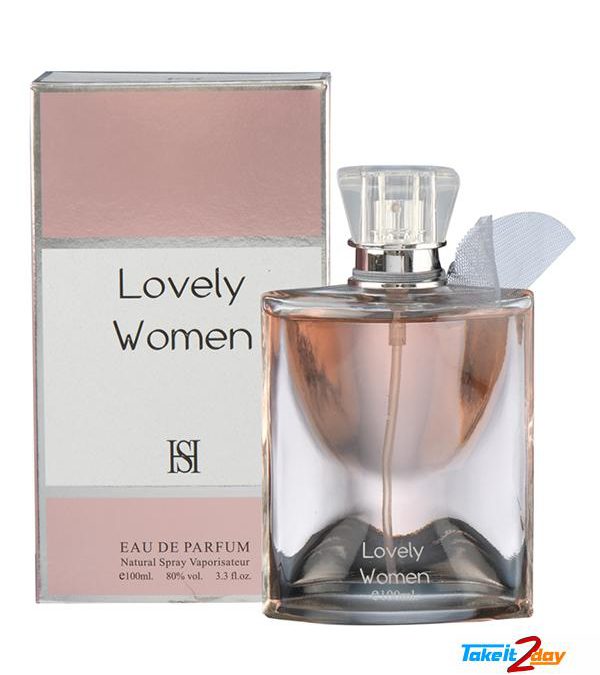 Lovely
Women
HSH
EAU DE PARFUM
Natural Spray Vaporisateur
℮100ml. 80% vol. 3.3 fl.oz.
Lovely
Women
℮100ml
Takeit2day